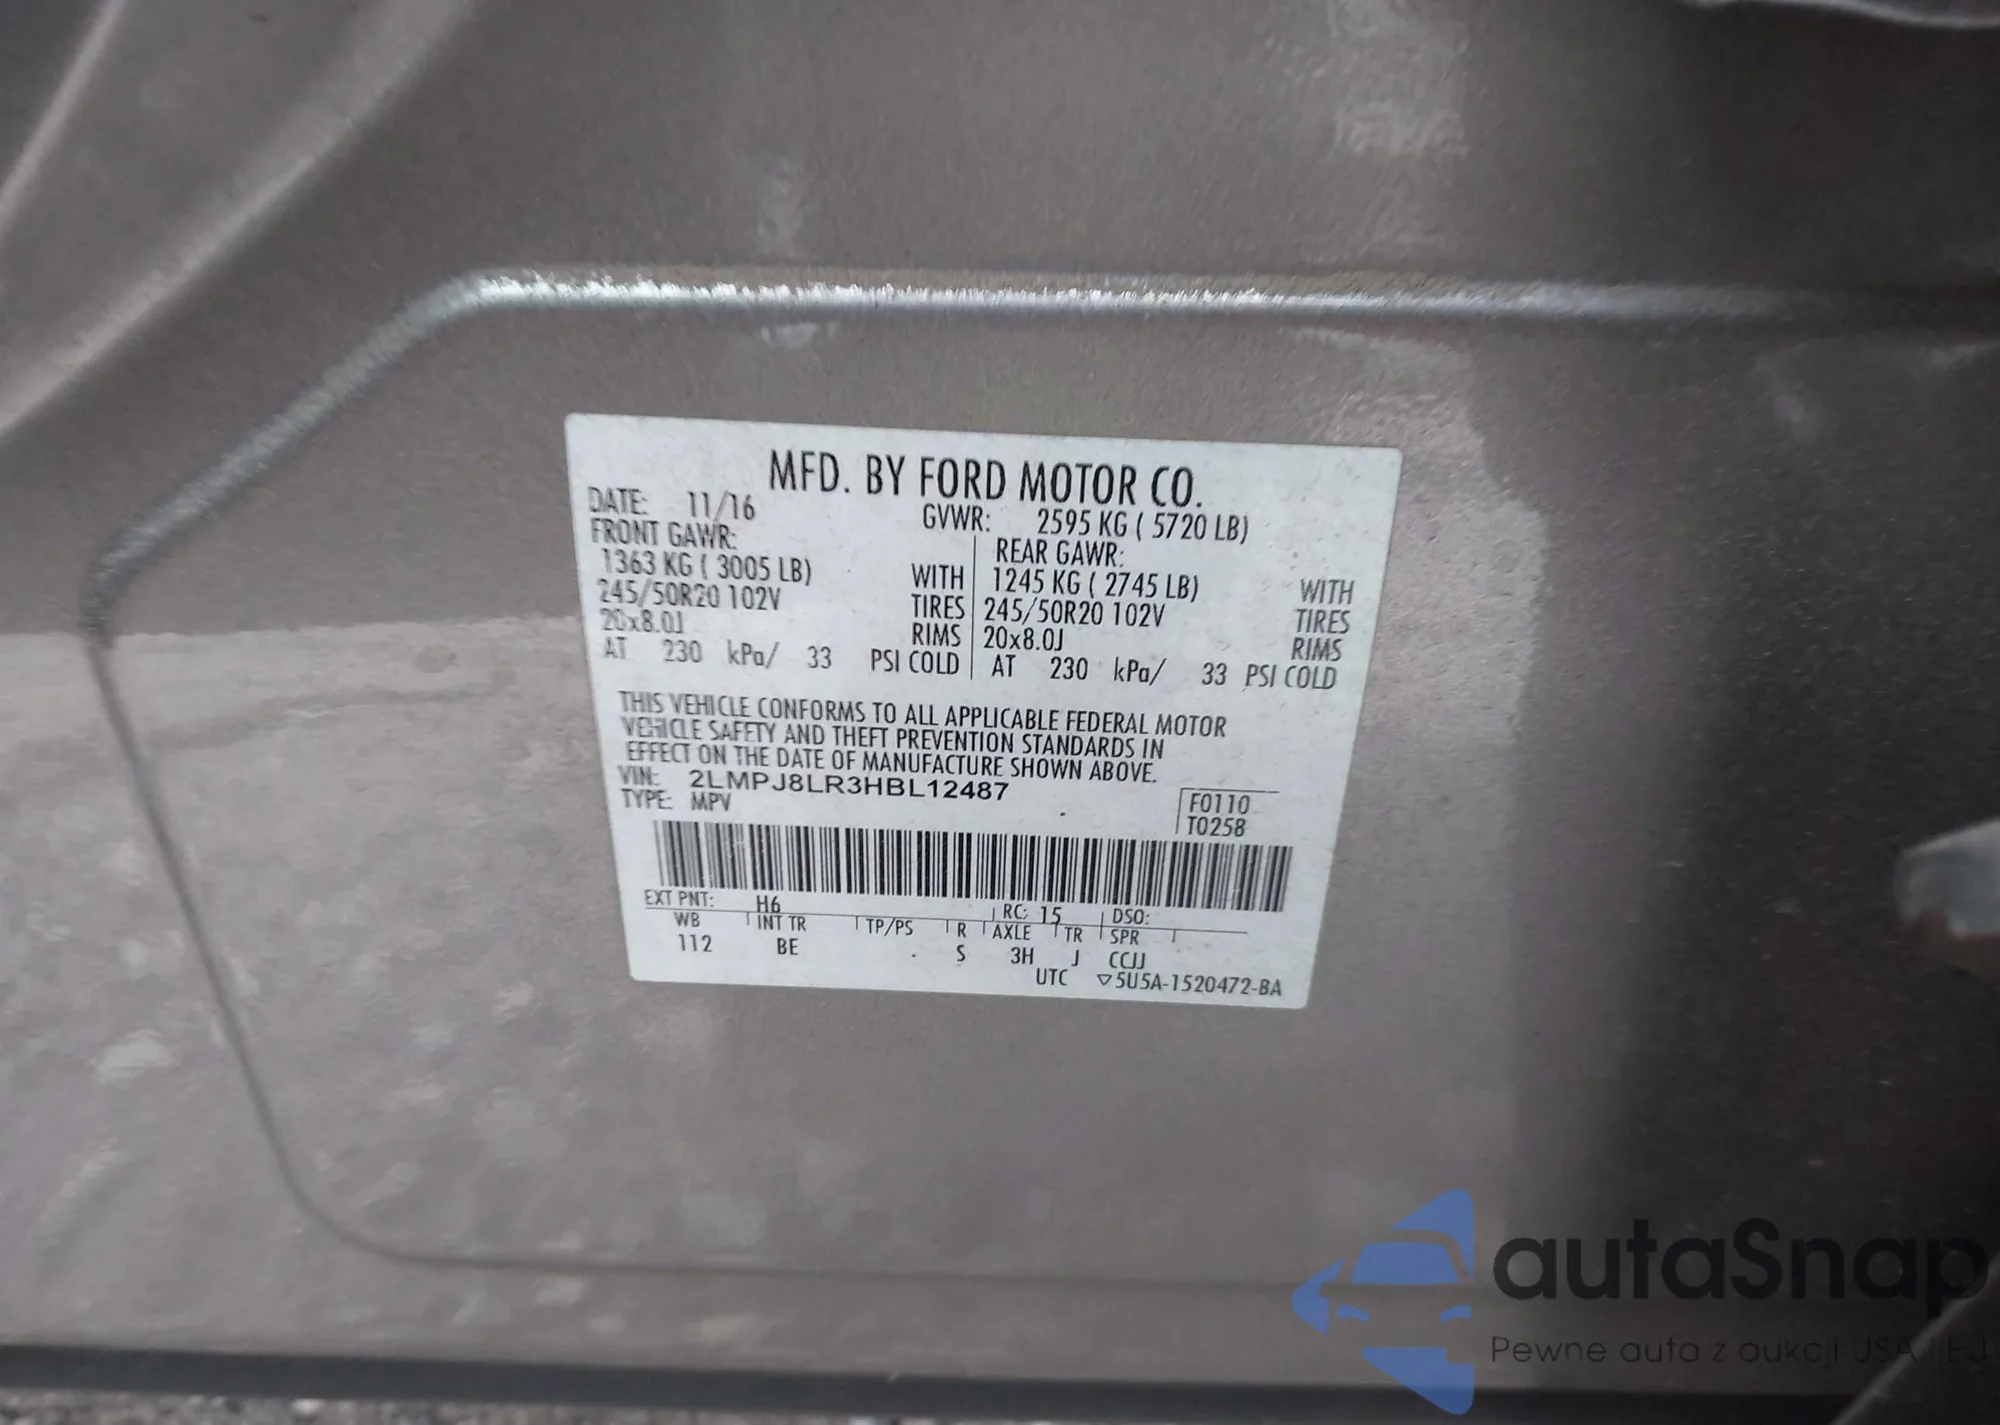 MFD. BY FORD MOTOR CO.
DATE: 11/16 GVWR: 2595 KG ( 5720 LB)
FRONT GAWR: REAR GAWR:
1363 KG ( 3005 LB) WITH 1245 KG ( 2745 LB) WITH
245/50R20 102V TIRES 245/50R20 102V TIRES
20x8.0J RIMS 20x8.0J RIMS
AT 230 kPa/ 33 PSI COLD AT 230 kPa/ 33 PSI COLD
THIS VEHICLE CONFORMS TO ALL APPLICABLE FEDERAL MOTOR
VEHICLE SAFETY AND THEFT PREVENTION STANDARDS IN
EFFECT ON THE DATE OF MANUFACTURE SHOWN ABOVE.
VIN: 2LMPJ8LR3HBL12487
TYPE: MPV F0110
T0258
EXT PNT: H6 RC: 15 DSO:
WB INT TR TP/PS R AXLE TR SPR
112 BE S 3H J CCJJ
UTC ▽5U5A-1520472-BA
autaSnap
Pewne auta z aukcji USA i EJ